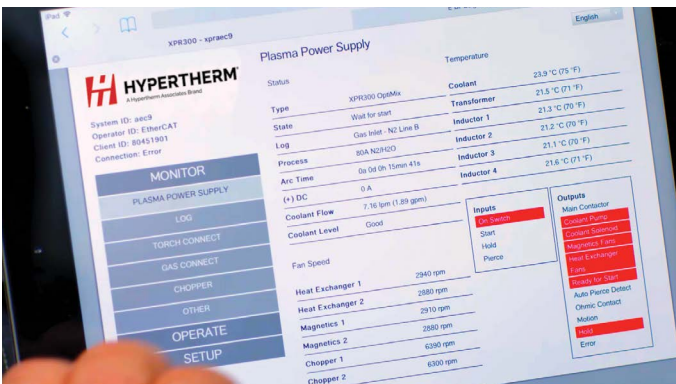 iPad
XPR300 - xpraec9
English
HYPERTHERM
A Hypertherm Associates Brand
System ID: aec9
Operator ID: EtherCAT
Client ID: 80451901
Connection: Error
MONITOR
PLASMA POWER SUPPLY
LOG
TORCH CONNECT
GAS CONNECT
CHOPPER
OTHER
OPERATE
SETUP
Plasma Power Supply
Status
Type XPR300 OptiMix
State Wait for start
Log Gas Inlet - N2 Line B
Process 80A N2/H2O
Arc Time 0a 0d 0h 15min 41s
(+) DC 0 A
Coolant Flow 7.16 lpm (1.89 gpm)
Coolant Level Good
Fan Speed
Heat Exchanger 1 2940 rpm
Heat Exchanger 2 2880 rpm
Magnetics 1 2910 rpm
Magnetics 2 2880 rpm
Chopper 1 6390 rpm
Chopper 2 6300 rpm
Temperature
Coolant 23.9 °C (75 °F)
Transformer 21.5 °C (71 °F)
Inductor 1 21.3 °C (70 °F)
Inductor 2 21.2 °C (70 °F)
Inductor 3 21.1 °C (70 °F)
Inductor 4 21.6 °C (71 °F)
Inputs
On Switch
Start
Hold
Pierce
Outputs
Main Contactor
Coolant Pump
Coolant Solenoid
Magnetics Fans
Heat Exchanger
Fans
Ready for Start
Auto Pierce Detect
Ohmic Contact
Motion
Hold
Error